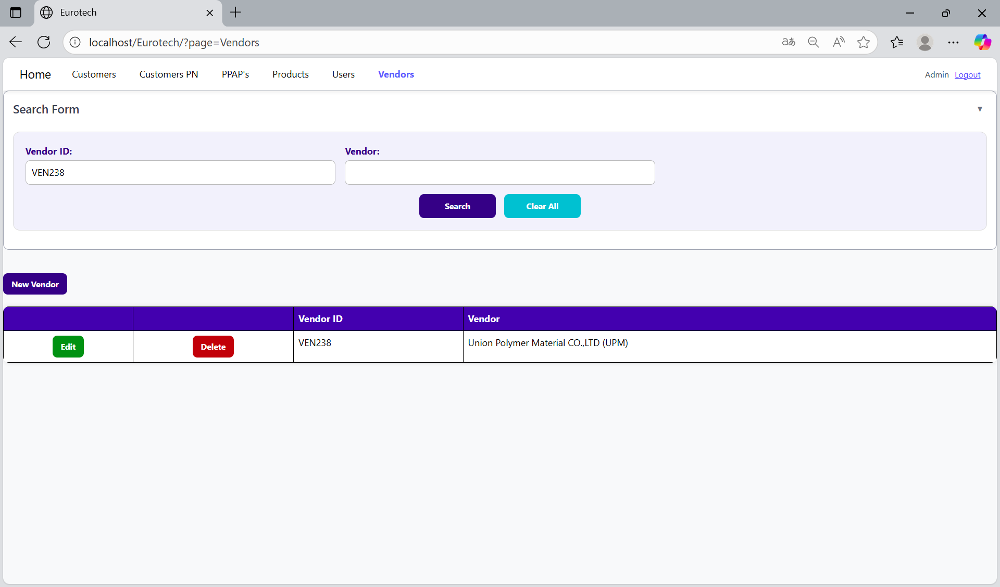 Eurotech
localhost/Eurotech/?page=Vendors
Home Customers Customers PN PPAP's Products Users Vendors Admin Logout
Search Form
Vendor ID: Vendor:
VEN238
Search Clear All
New Vendor
Vendor ID Vendor
Edit Delete VEN238 Union Polymer Material CO.,LTD (UPM)